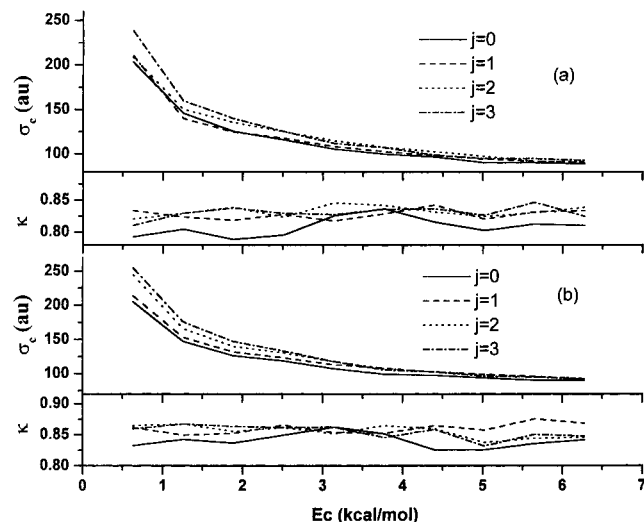 250
200
150
100
σc (au)
j=0
j=1
j=2
j=3
(a)
0.85
0.80
κ
250
200
150
100
σc (au)
j=0
j=1
j=2
j=3
(b)
0.90
0.85
0.80
κ
0 1 2 3 4 5 6 7
Ec (kcal/mol)